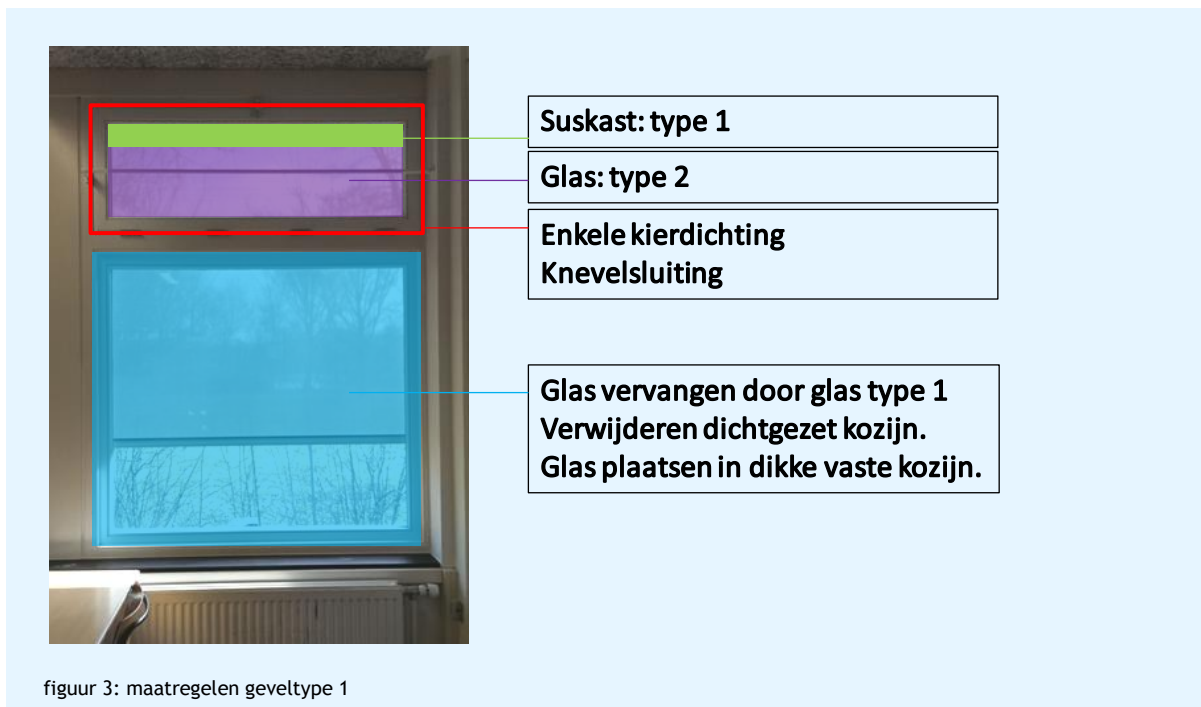 Suskast: type 1
Glas: type 2
Enkele kierdichting
Knevelsluiting
Glas vervangen door glas type 1
Verwijderen dichtgezet kozijn.
Glas plaatsen in dikke vaste kozijn.
figuur 3: maatregelen geveltype 1